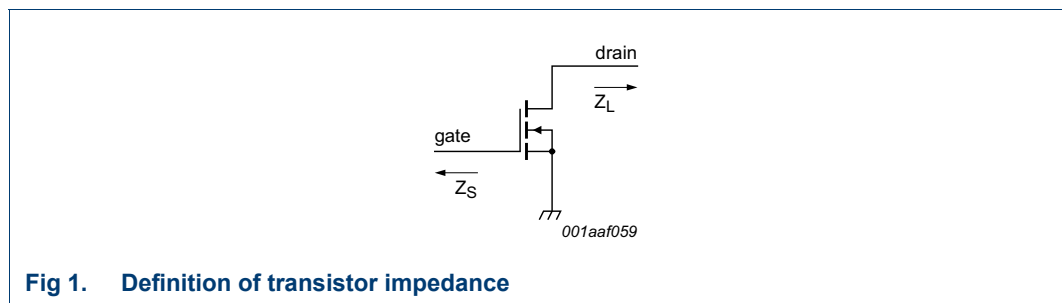 drain
Z_L
gate
Z_S
001aaf059
Fig 1. Definition of transistor impedance